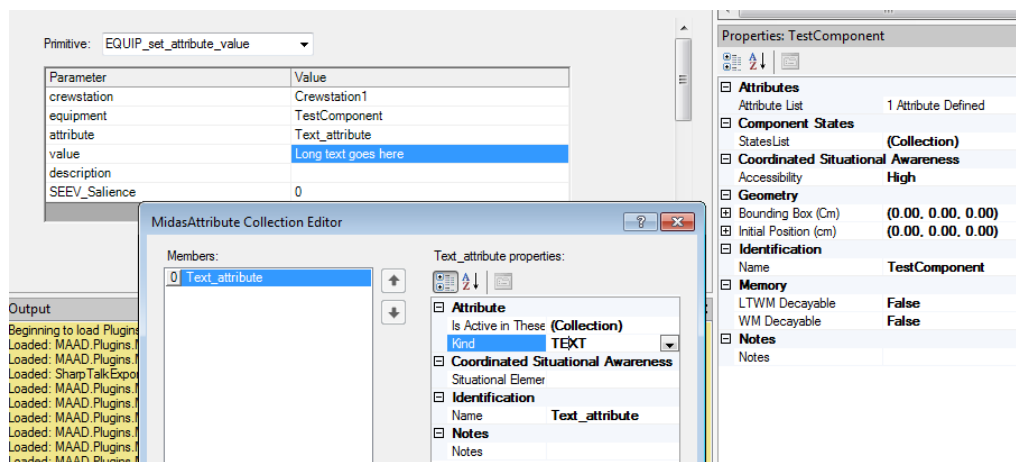 Primitive: EQUIP_set_attribute_value
Parameter Value
crewstation Crewstation1
equipment TestComponent
attribute Text_attribute
value Long text goes here
description
SEEV_Salience 0
MidasAttribute Collection Editor
Members:
0 Text_attribute
Text_attribute properties:
Attribute
Is Active in These (Collection)
Kind TEXT
Coordinated Situational Awareness
Situational Elemer
Identification
Name Text_attribute
Notes
Notes
Output
Beginning to load Plugins
Loaded: MAAD.Plugins.
Loaded: MAAD.Plugins.
Loaded: SharpTalkExpor
Loaded: MAAD.Plugins.
Loaded: MAAD.Plugins.
Loaded: MAAD.Plugins.
Loaded: MAAD.Plugins.
Loaded: MAAD.Plugins.
Loaded: MAAD.Plugins
Properties: TestComponent
Attributes
Attribute List 1 Attribute Defined
Component States
StatesList (Collection)
Coordinated Situational Awareness
Accessibility High
Geometry
Bounding Box (Cm) (0.00, 0.00, 0.00)
Initial Position (cm) (0.00, 0.00, 0.00)
Identification
Name TestComponent
Memory
LTWM Decayable False
WM Decayable False
Notes
Notes